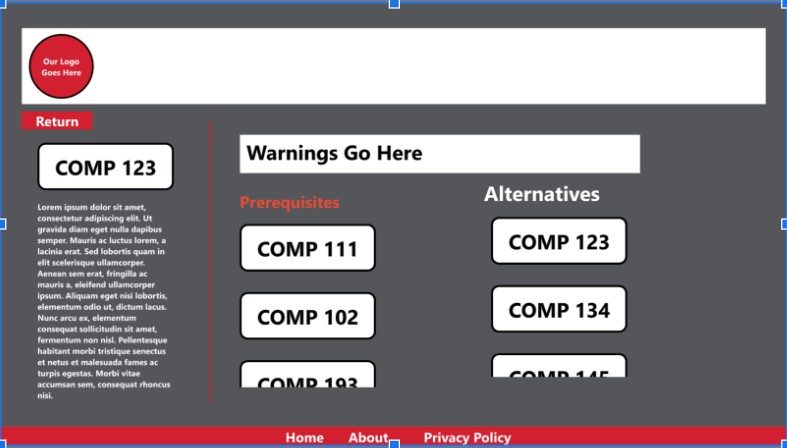 Our Logo
Goes Here
Return
COMP 123
Lorem ipsum dolor sit amet,
consectetur adipiscing elit. Ut
gravida diam eget nulla dapibus
semper. Mauris ac luctus lorem, a
lacinia erat. Sed lobortis quam in
elit scelerisque ullamcorper.
Aenean sem erat, fringilla ac
mauris a, eleifend ullamcorper
ipsum. Aliquam eget nisi lobortis,
elementum odio ut, dictum lacus.
Nunc arcu ex, elementum
consequat sollicitudin sit amet,
fermentum non nisl. Pellentesque
habitant morbi tristique senectus
et netus et malesuada fames ac
turpis egestas. Morbi vitae
accumsan sem, consequat rhoncus
nisi.
Warnings Go Here
Prerequisites
COMP 111
COMP 102
COMP 193
Alternatives
COMP 123
COMP 134
COMP 145
Home About Privacy Policy